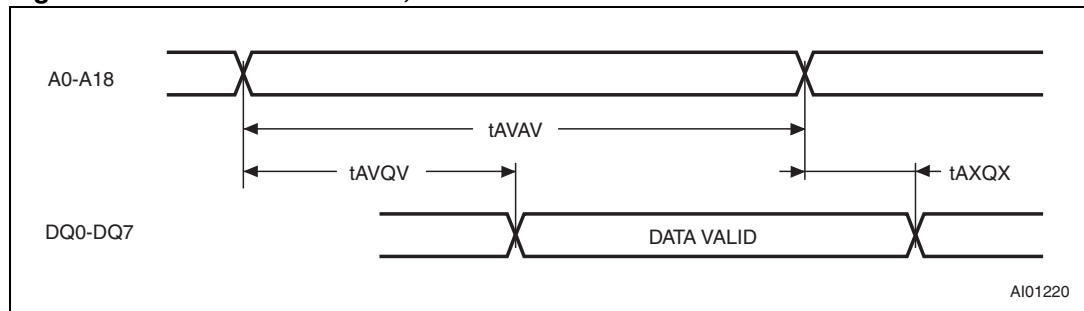 A0-A18
tAVAV
tAVQV
tAXQX
DQ0-DQ7
DATA VALID
AI01220